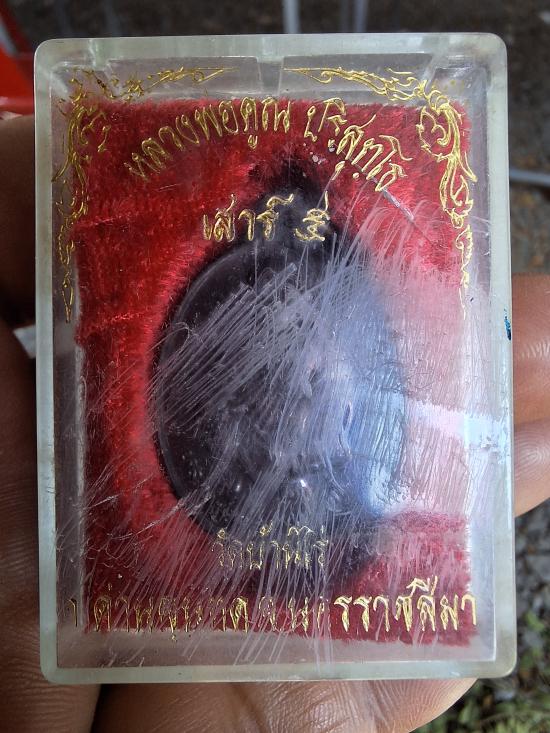 หลวงพ่อคูณ ปริสุทฺโธ
เสาร์ ๕
วัดบ้านไร่
ด่านขุนทด จ.นครราชสีมา